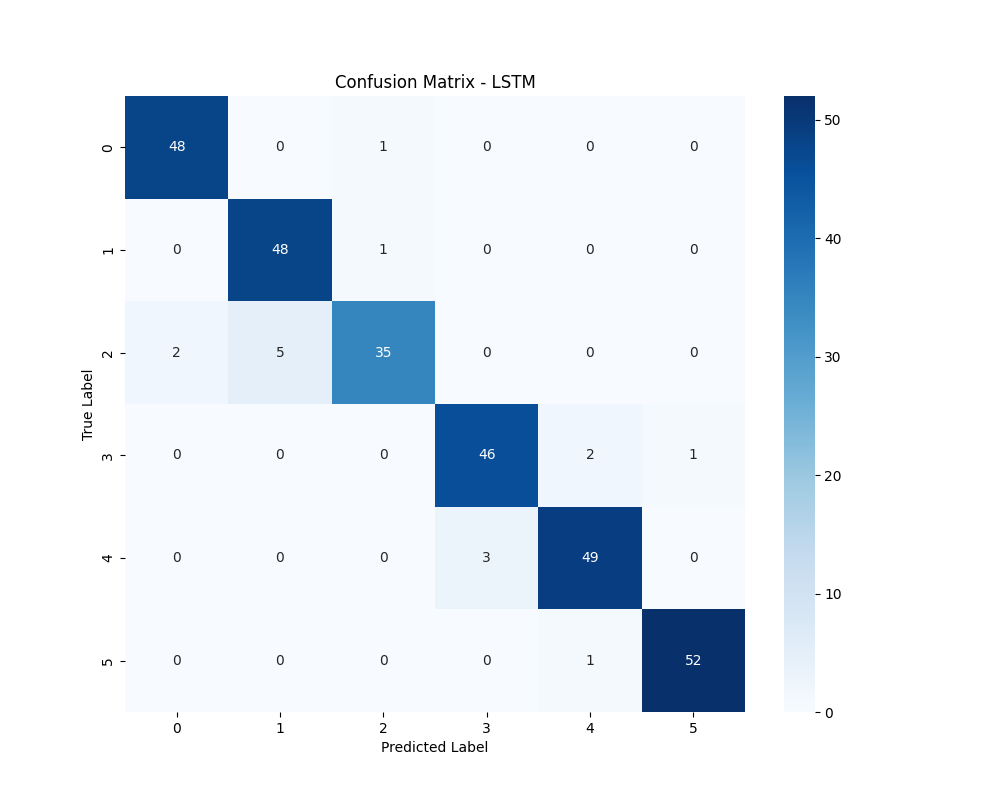 Confusion Matrix - LSTM
0 48 0 1 0 0 0
1 0 48 1 0 0 0
2 2 5 35 0 0 0
3 0 0 0 46 2 1
4 0 0 0 3 49 0
5 0 0 0 0 1 52
0 1 2 3 4 5
True Label
Predicted Label
50
40
30
20
10
0